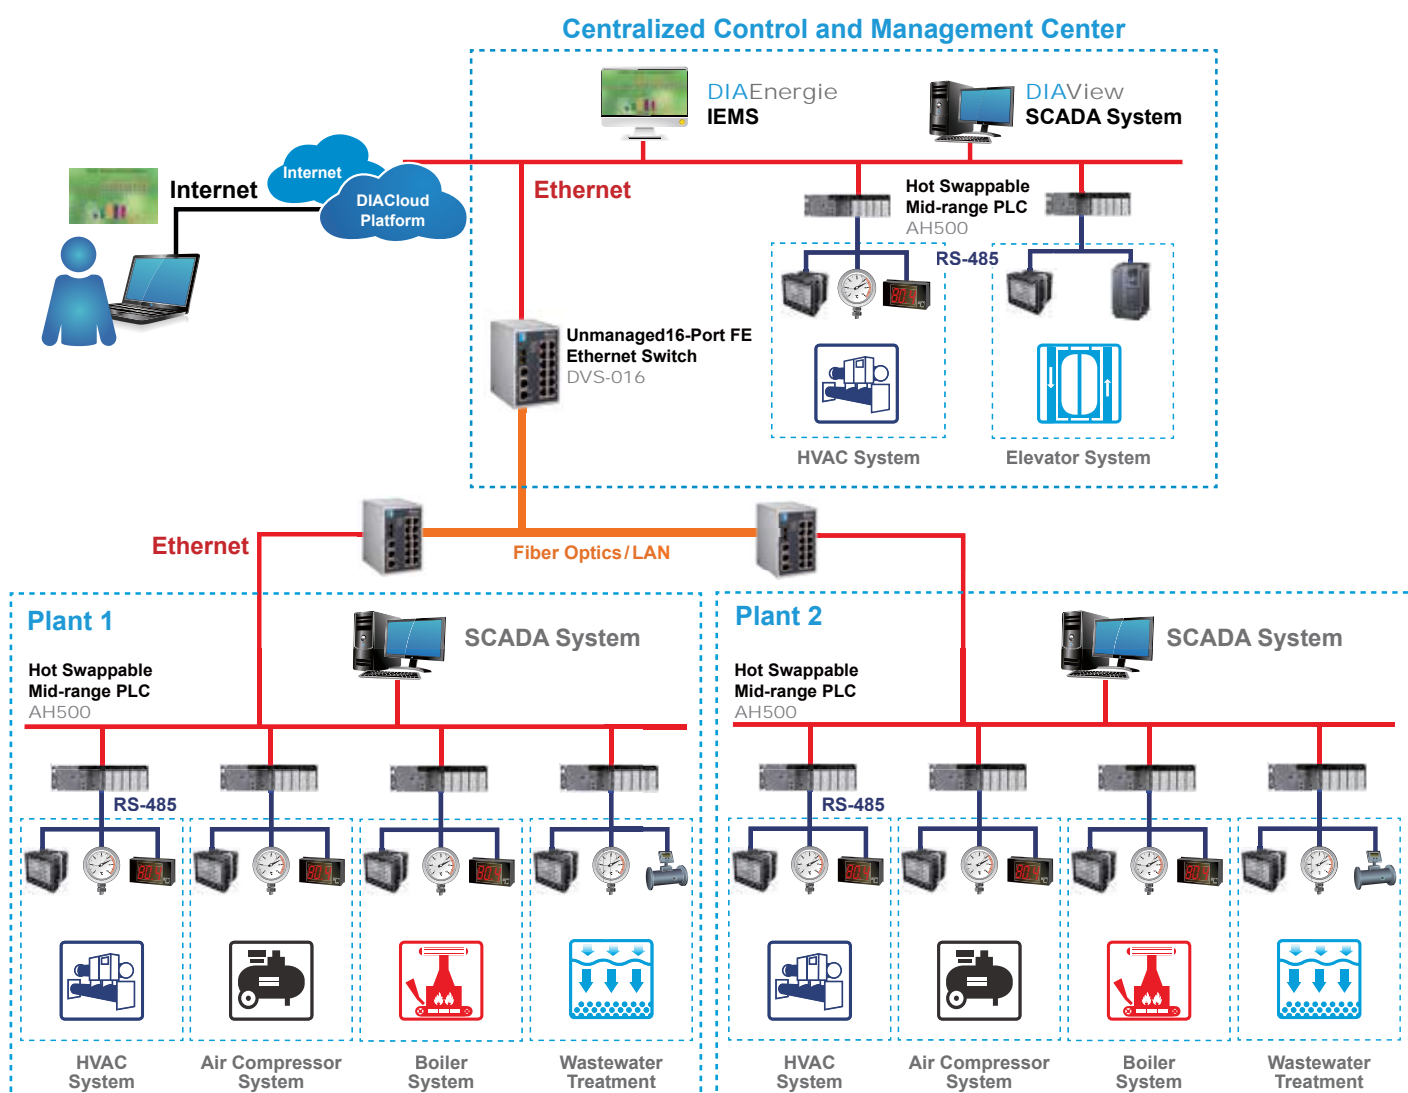 Centralized Control and Management Center
DIAEnergie
IEMS
DIAView
SCADA System
Internet
Internet
DIACloud
Platform
Ethernet
Hot Swappable
Mid-range PLC
AH500
RS-485
Unmanaged16-Port FE
Ethernet Switch
DVS-016
HVAC System
Elevator System
Ethernet
Fiber Optics/LAN
Plant 1
SCADA System
Hot Swappable
Mid-range PLC
AH500
RS-485
HVAC
System
Air Compressor
System
Boiler
System
Wastewater
Treatment
Plant 2
SCADA System
Hot Swappable
Mid-range PLC
AH500
RS-485
HVAC
System
Air Compressor
System
Boiler
System
Wastewater
Treatment